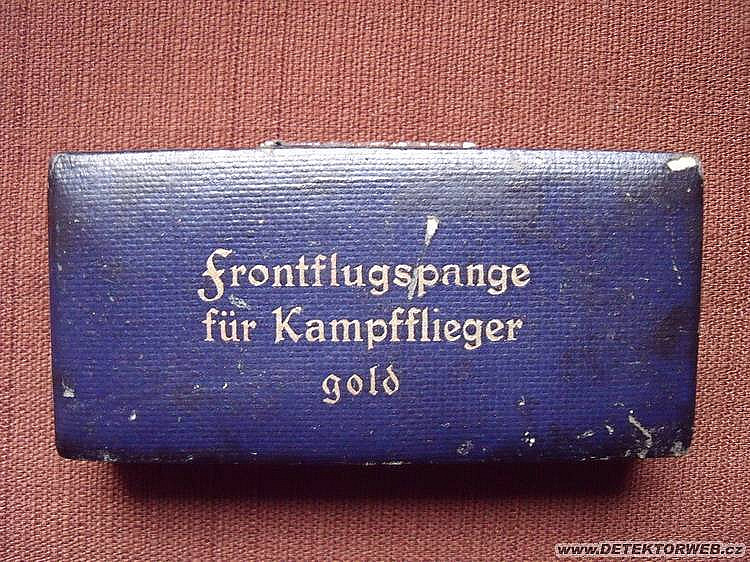 Frontflugspange
für Kampfflieger
gold
www.DETEKTORWEB.cz